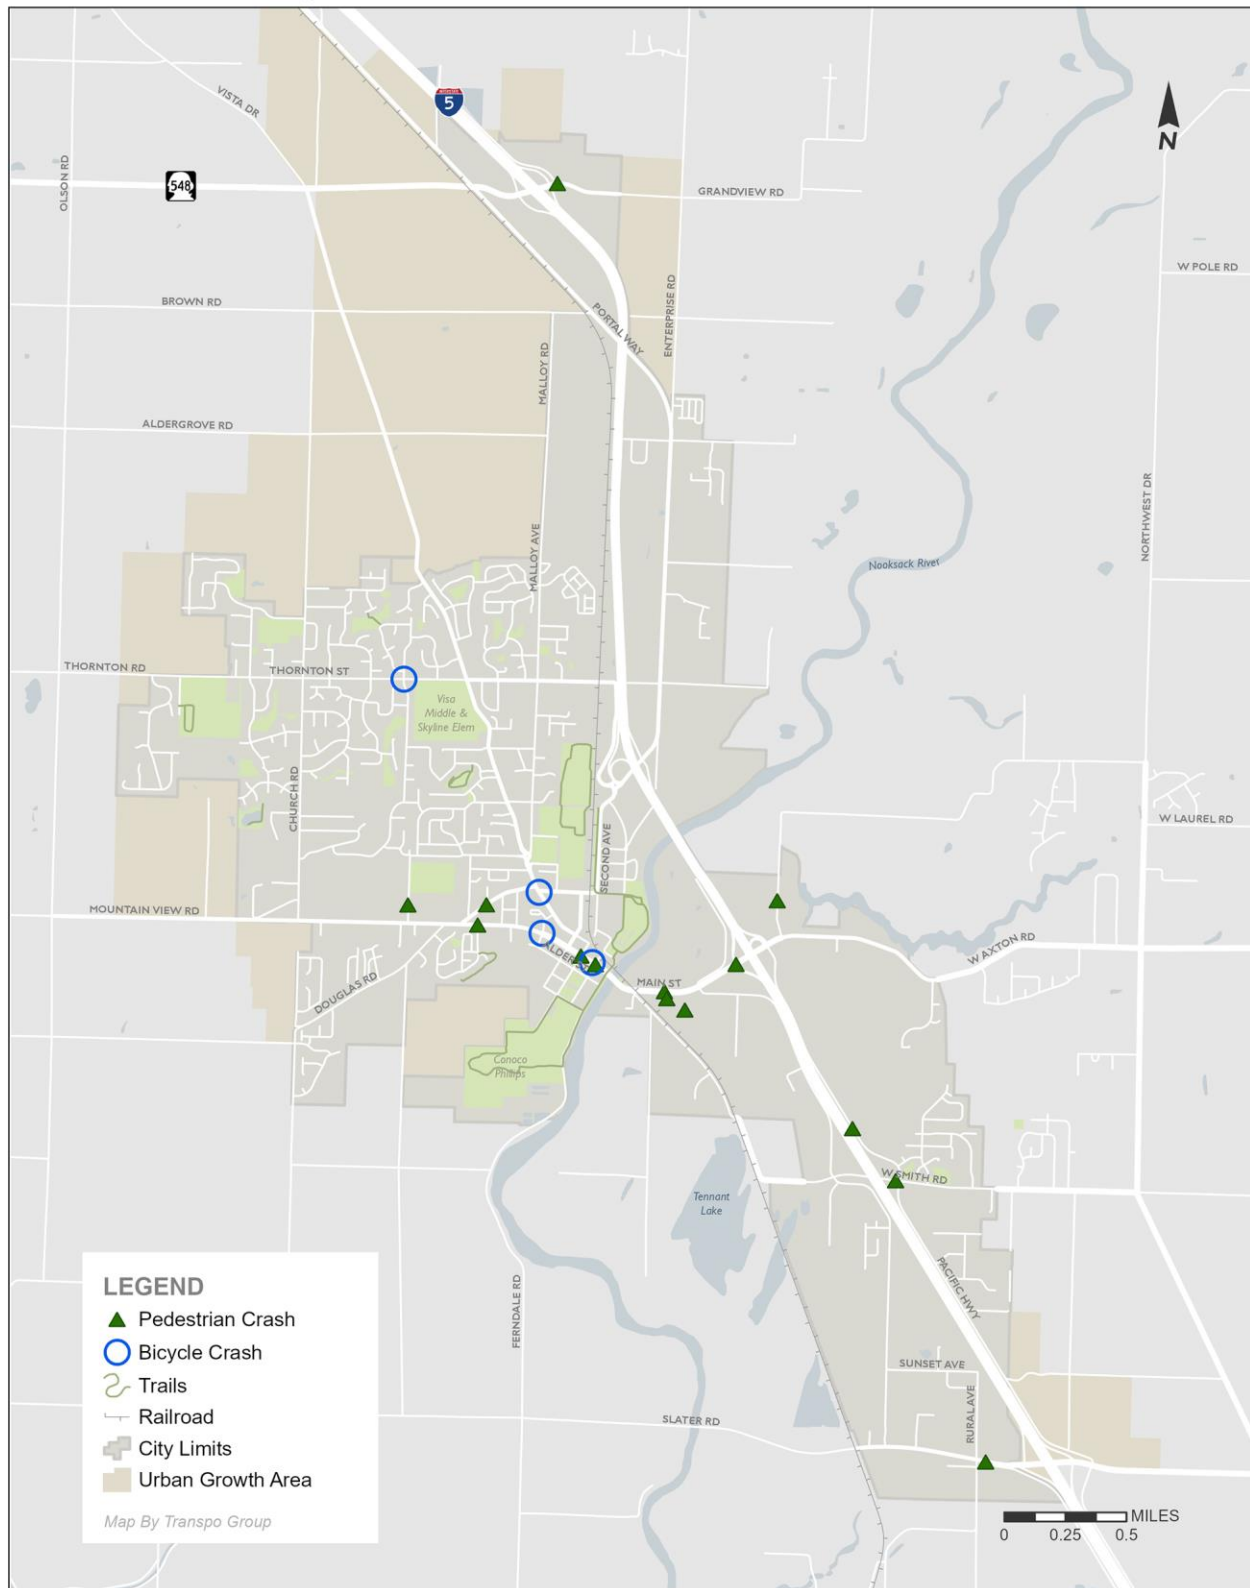 INTERSTATE
5
VISTA DR
OLSON RD
548
GRANDVIEW RD
N
W POLE RD
BROWN RD
PORTAL WAY
ENTERPRISE RD
MALLOY RD
ALDERGROVE RD
NORTHWEST DR
MALLOY AVE
Nooksack River
THORNTON RD
THORNTON ST
Visa
Middle &
Skyline Elem
CHURCH RD
SECOND AVE
W LAUREL RD
MOUNTAIN VIEW RD
W AXTON RD
DOUGLAS RD
MAIN ST
Conoco
Phillips
W SMITH RD
Tennant
Lake
PACIFIC HWY
FERNDALE RD
SUNSET AVE
RURAL AVE
SLATER RD
LEGEND
Pedestrian Crash
Bicycle Crash
Trails
Railroad
City Limits
Urban Growth Area
Map By Transpo Group
MILES
0 0.25 0.5